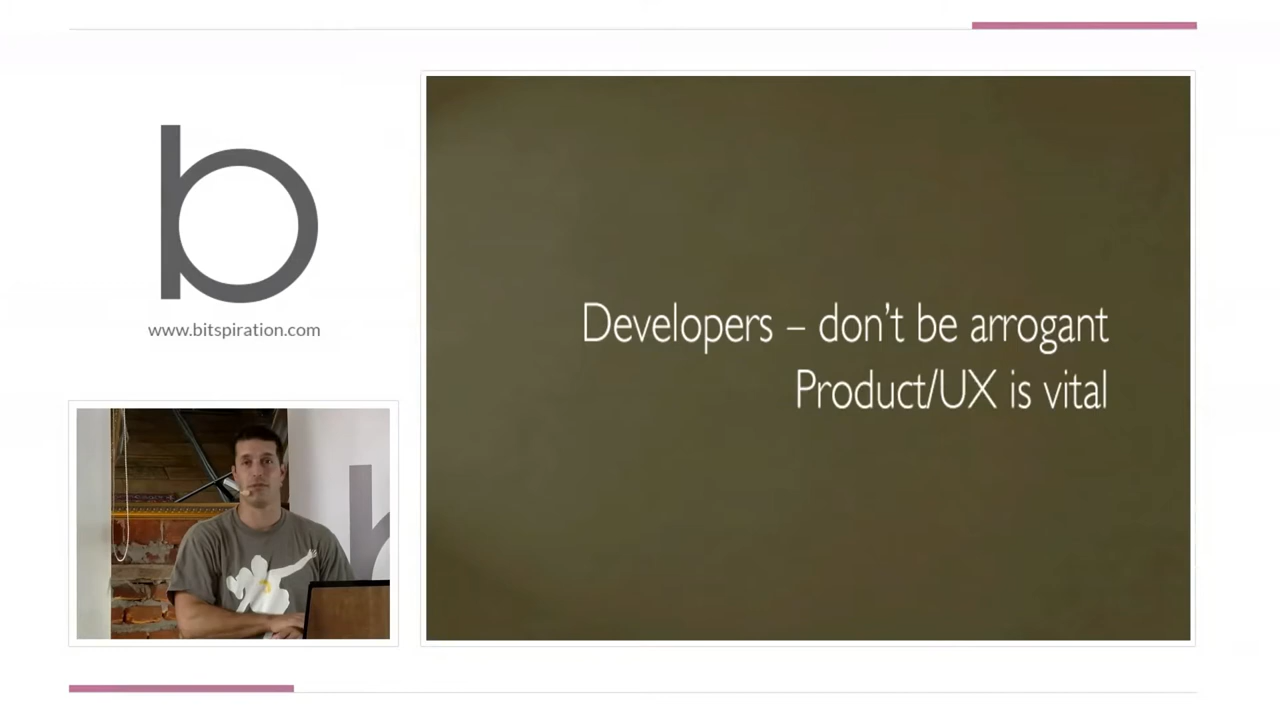 b
www.bitspiration.com
Developers – don't be arrogant
Product/UX is vital